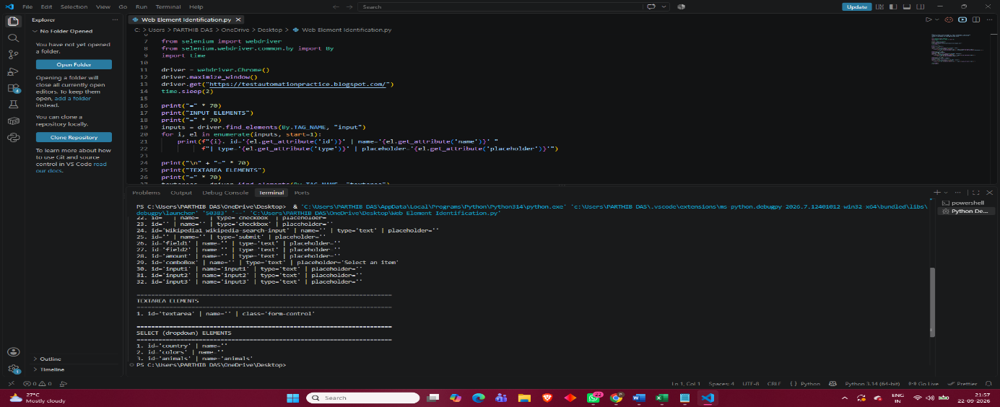 File Edit Selection View Go Run Terminal Help
Search
Update
Explorer
No Folder Opened
You have not yet opened
a folder.
Open Folder
Opening a folder will
close all currently open
editors. To keep them
open, add a folder
instead.
You can clone a
repository locally.
Clone Repository
To learn more about how
to use Git and source
control in VS Code read
our docs.
Outline
Timeline
Web Element Identification.py
C: > Users > PARTHIB DAS > OneDrive > Desktop > Web Element Identification.py
6
7 from selenium import webdriver
8 from selenium.webdriver.common.by import By
9 import time
10
11 driver = webdriver.Chrome()
12 driver.maximize_window()
13 driver.get("https://testautomationpractice.blogspot.com/")
14 time.sleep(2)
15
16 print("=" * 70)
17 print("INPUT ELEMENTS")
18 print("=" * 70)
19 inputs = driver.find_elements(By.TAG_NAME, "input")
20 for i, el in enumerate(inputs, start=1):
21 print(f"{i}. id='{el.get_attribute('id')}' | name='{el.get_attribute('name')}' "
22 f"| type='{el.get_attribute('type')}' | placeholder='{el.get_attribute('placeholder')}'")
23
24 print("\n" + "=" * 70)
25 print("TEXTAREA ELEMENTS")
26 print("=" * 70)
27 textareas = driver.find_elements(By.TAG_NAME, "textarea")
Problems Output Debug Console Terminal Ports
PS C:\Users\PARTHIB DAS\OneDrive\Desktop> & 'C:\Users\PARTHIB DAS\AppData\Local\Programs\Python\Python314\python.exe' 'c:\Users\PARTHIB DAS\.vscode\extensions\ms-python.debugpy-2026.7.12401012-win32-x64\bundled\libs\
debugpy\launcher' '50383' '--' 'C:\Users\PARTHIB DAS\OneDrive\Desktop\Web Element Identification.py'
22. id='' | name='' | type='checkbox' | placeholder=''
23. id='' | name='' | type='checkbox' | placeholder=''
24. id='Wikipedia1_wikipedia-search-input' | name='' | type='text' | placeholder=''
25. id='' | name='' | type='submit' | placeholder=''
26. id='field1' | name='' | type='text' | placeholder=''
27. id='field2' | name='' | type='text' | placeholder=''
28. id='amount' | name='' | type='text' | placeholder=''
29. id='comboBox' | name='' | type='text' | placeholder='Select an item'
30. id='input1' | name='input1' | type='text' | placeholder=''
31. id='input2' | name='input2' | type='text' | placeholder=''
32. id='input3' | name='input3' | type='text' | placeholder=''
======================================================================
TEXTAREA ELEMENTS
======================================================================
1. id='textarea' | name='' | class='form-control'
======================================================================
SELECT (dropdown) ELEMENTS
======================================================================
1. id='country' | name=''
2. id='colors' | name=''
3. id='animals' | name='animals'
PS C:\Users\PARTHIB DAS\OneDrive\Desktop>
powershell
Python De...
0 0
Ln 1, Col 1 Spaces: 4 UTF-8 CRLF { } Python Python 3.14 (64-bit) Go Live Prettier
27°C
Mostly cloudy
Search
ENG
IN
21:57
22-09-2026